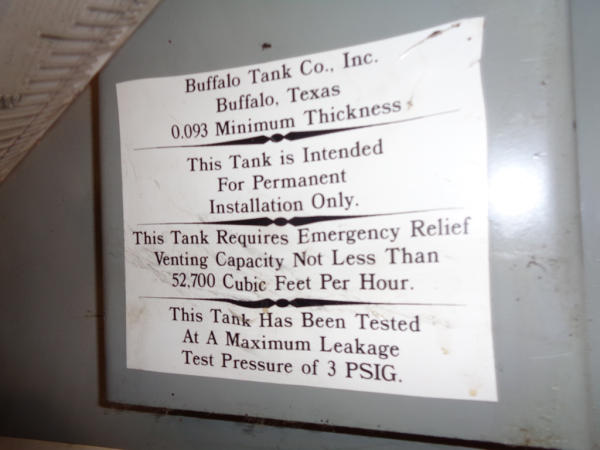 Buffalo Tank Co., Inc.
Buffalo, Texas
0.093 Minimum Thickness
This Tank is Intended
For Permanent
Installation Only.
This Tank Requires Emergency Relief
Venting Capacity Not Less Than
52,700 Cubic Feet Per Hour.
This Tank Has Been Tested
At A Maximum Leakage
Test Pressure of 3 PSIG.